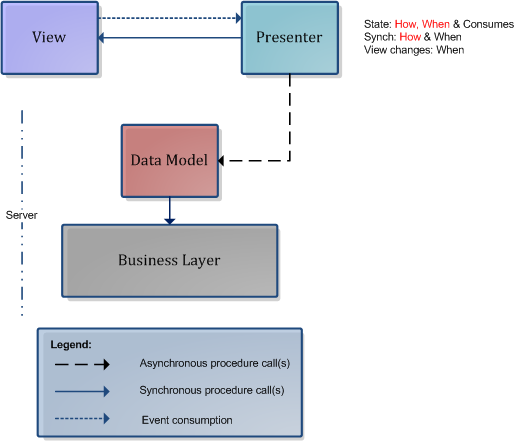 View
Presenter
State: How, When & Consumes
Synch: How & When
View changes: When
Data Model
Server
Business Layer
Legend:
Asynchronous procedure call(s)
Synchronous procedure call(s)
Event consumption